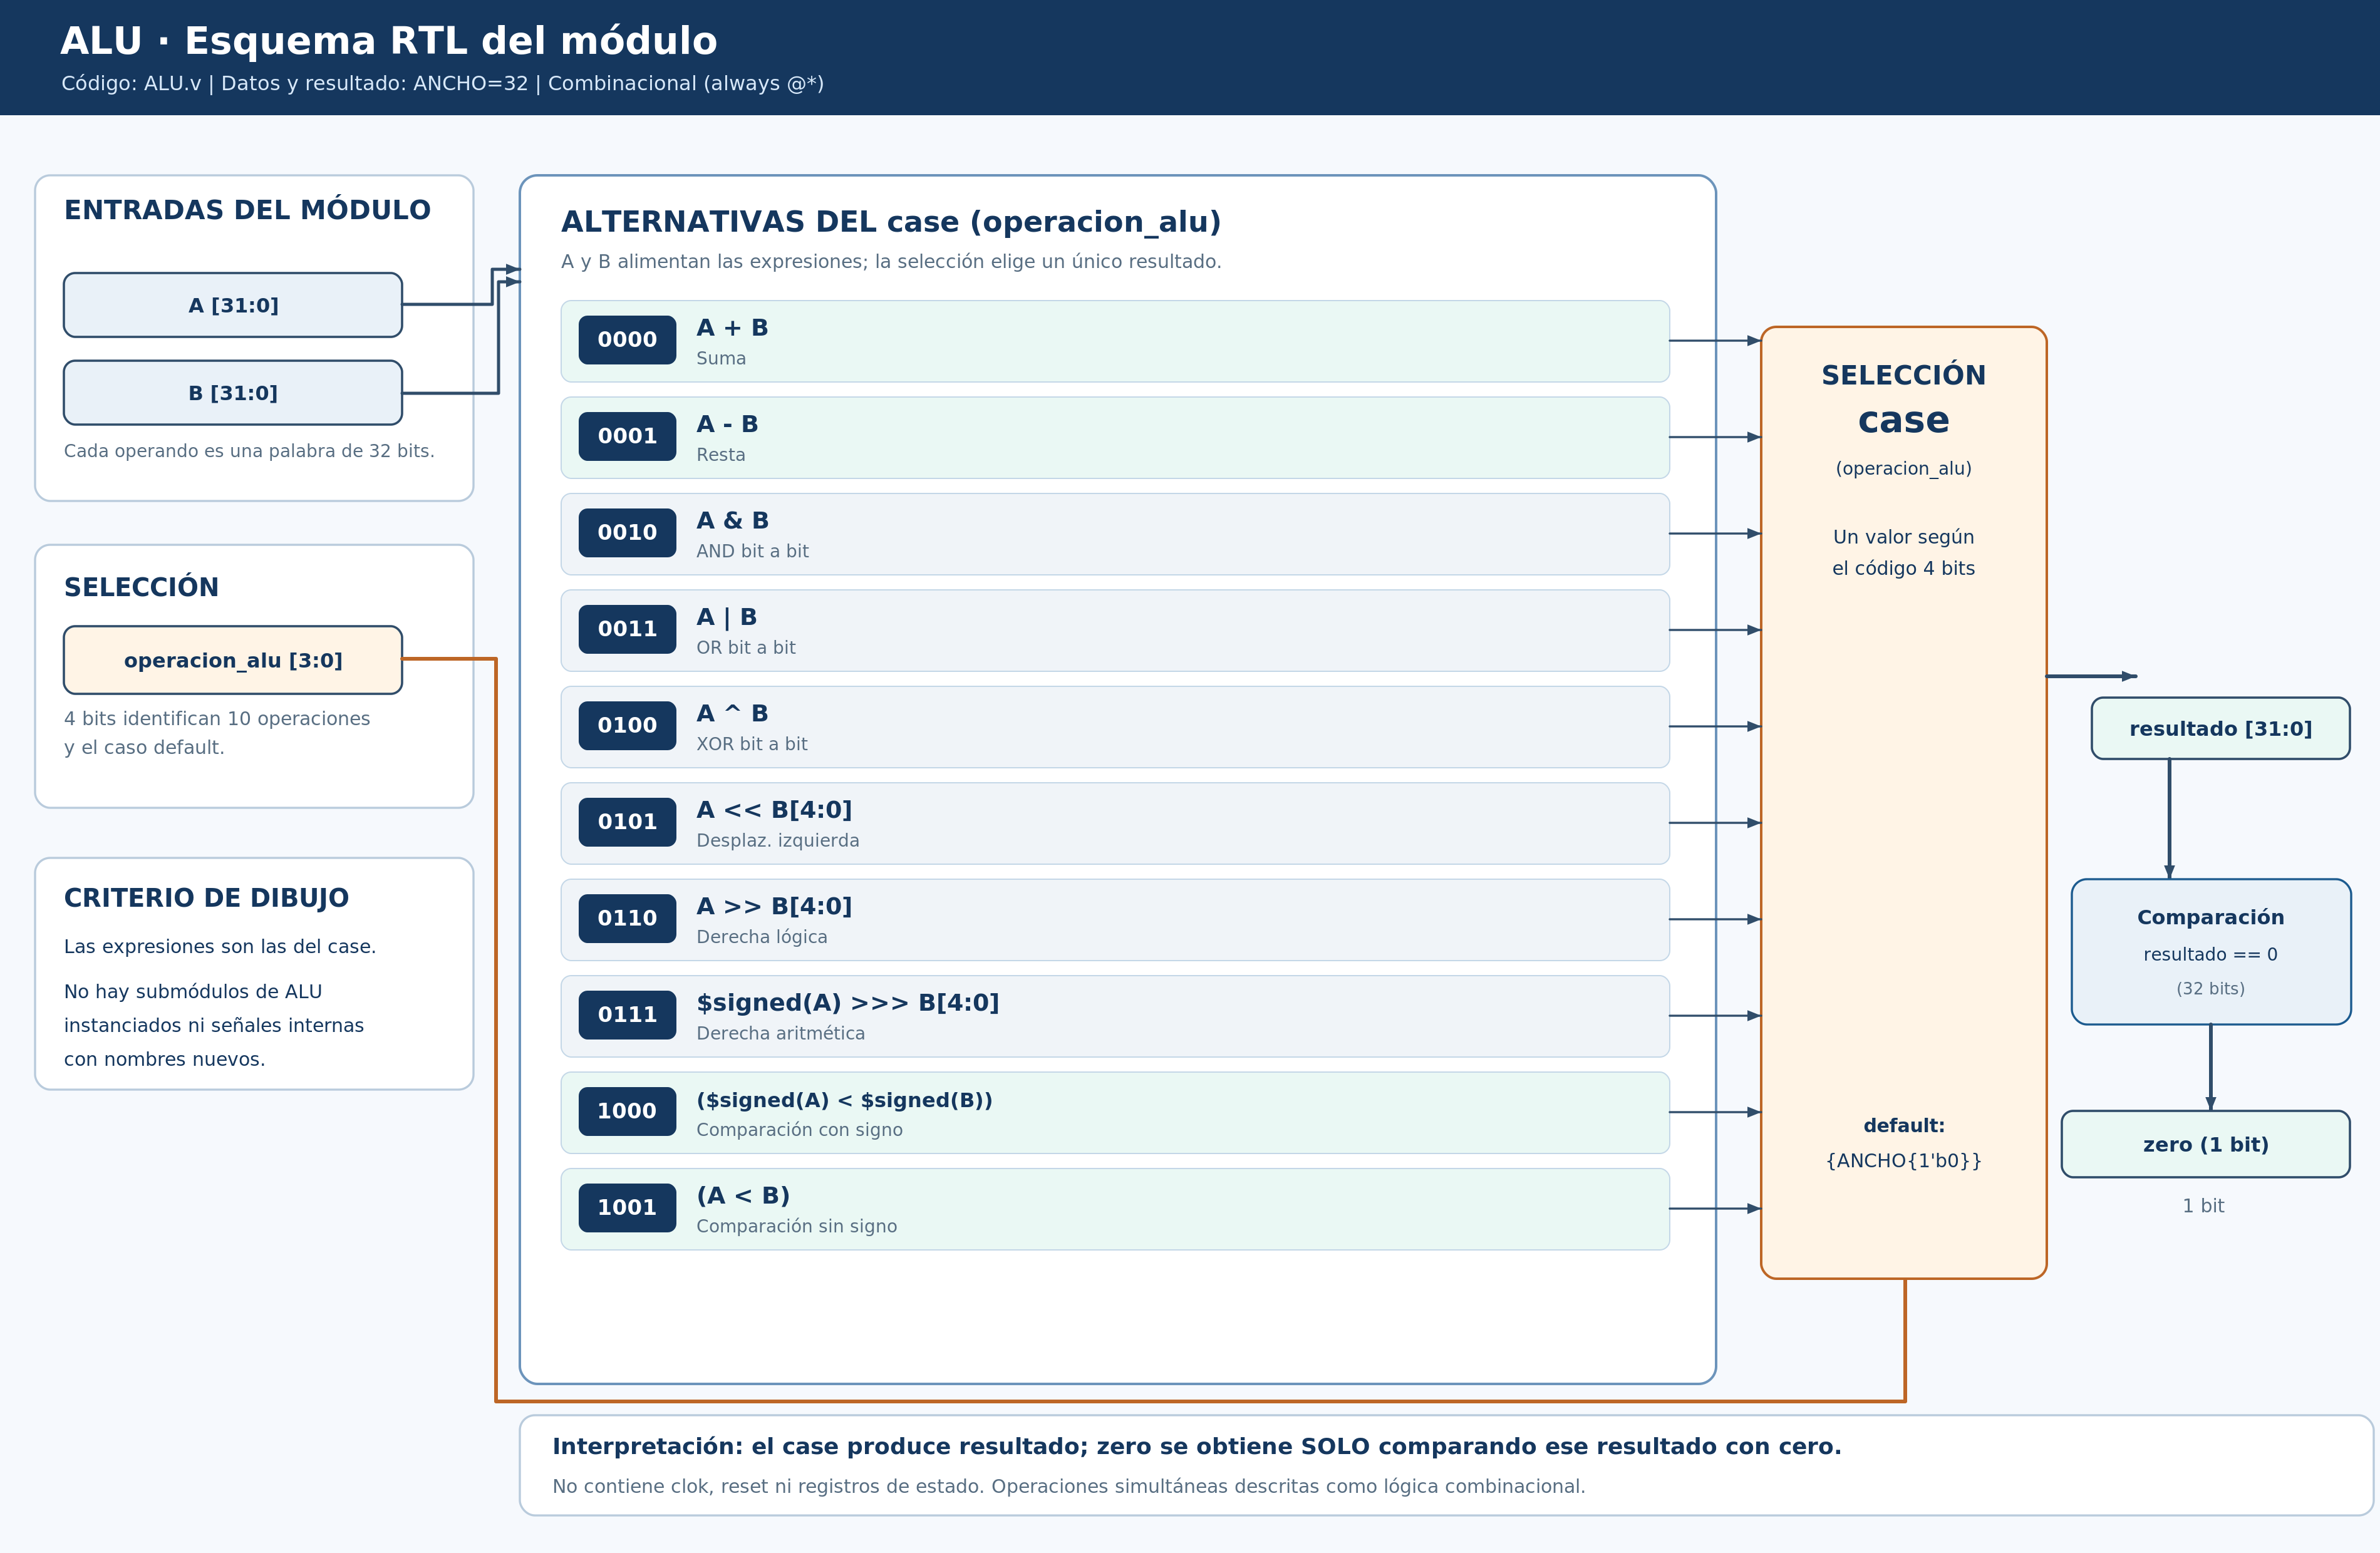 ALU · Esquema RTL del módulo
Código: ALU.v | Datos y resultado: ANCHO=32 | Combinacional (always @*)
ENTRADAS DEL MÓDULO
A [31:0]
B [31:0]
Cada operando es una palabra de 32 bits.
SELECCIÓN
operacion_alu [3:0]
4 bits identifican 10 operaciones
y el caso default.
CRITERIO DE DIBUJO
Las expresiones son las del case.
No hay submódulos de ALU
instanciados ni señales internas
con nombres nuevos.
ALTERNATIVAS DEL case (operacion_alu)
A y B alimentan las expresiones; la selección elige un único resultado.
0000
A + B
Suma
0001
A - B
Resta
0010
A & B
AND bit a bit
0011
A | B
OR bit a bit
0100
A ^ B
XOR bit a bit
0101
A << B[4:0]
Desplaz. izquierda
0110
A >> B[4:0]
Derecha lógica
0111
$signed(A) >>> B[4:0]
Derecha aritmética
1000
($signed(A) < $signed(B))
Comparación con signo
1001
(A < B)
Comparación sin signo
SELECCIÓN
case
(operacion_alu)
Un valor según
el código 4 bits
default:
{ANCHO{1'b0}}
resultado [31:0]
Comparación
resultado == 0
(32 bits)
zero (1 bit)
1 bit
Interpretación: el case produce resultado; zero se obtiene SOLO comparando ese resultado con cero.
No contiene clok, reset ni registros de estado. Operaciones simultáneas descritas como lógica combinacional.